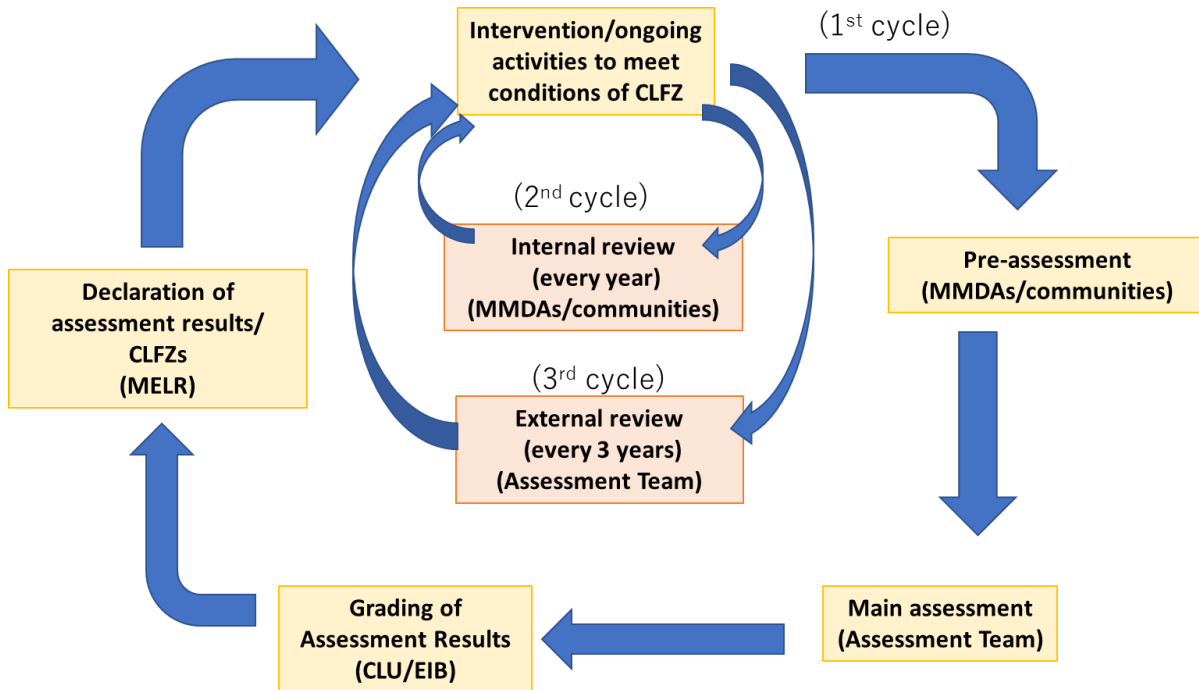 Intervention/ongoing
activities to meet
conditions of CLFZ
(1st cycle)
(2nd cycle)
Internal review
(every year)
(MMDAs/communities)
Pre-assessment
(MMDAs/communities)
Declaration of
assessment results/
CLFZs
(MELR)
(3rd cycle)
External review
(every 3 years)
(Assessment Team)
Grading of
Assessment Results
(CLU/EIB)
Main assessment
(Assessment Team)